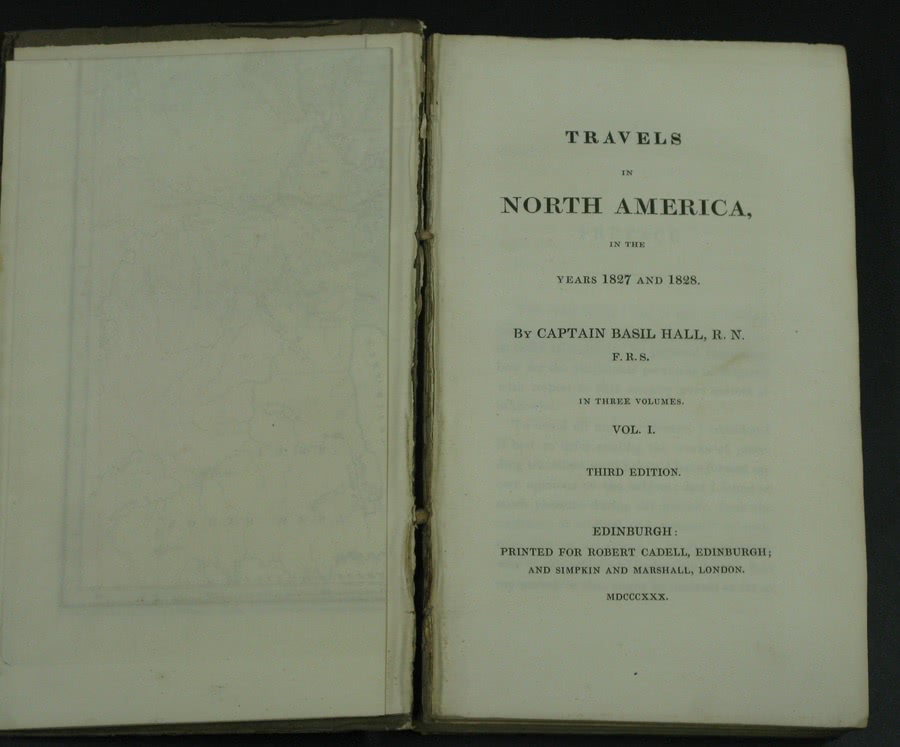 TRAVELS
IN
NORTH AMERICA,
IN THE
YEARS 1827 AND 1828.
BY CAPTAIN BASIL HALL, R. N.
F. R. S.
IN THREE VOLUMES.
VOL. I.
THIRD EDITION.
EDINBURGH:
PRINTED FOR ROBERT CADELL, EDINBURGH;
AND SIMPKIN AND MARSHALL, LONDON.
MDCCCXXX.